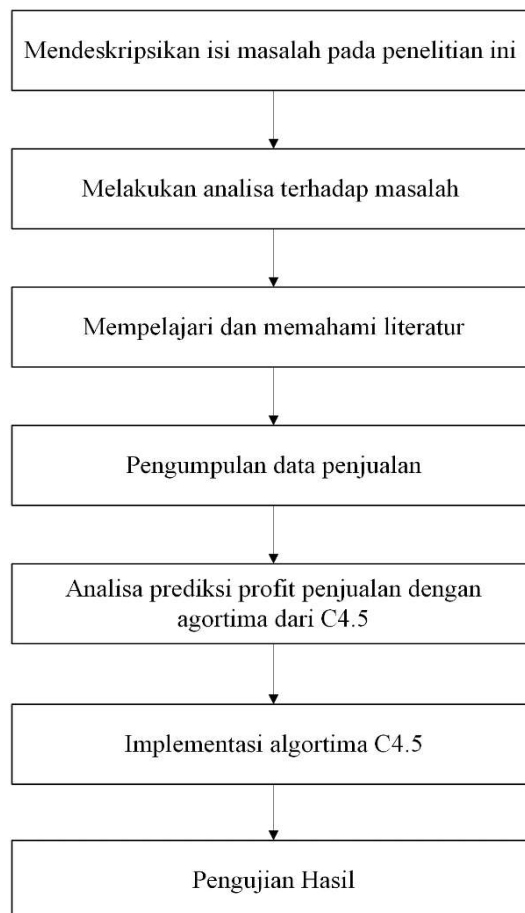 Mendeskripsikan isi masalah pada penelitian ini
Melakukan analisa terhadap masalah
Mempelajari dan memahami literatur
Pengumpulan data penjualan
Analisa prediksi profit penjualan dengan
agortima dari C4.5
Implementasi algortima C4.5
Pengujian Hasil